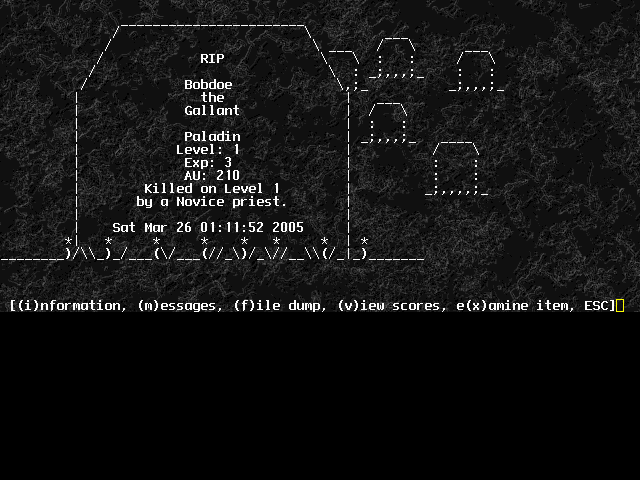 RIP
Bobdoe
the
Gallant
Paladin
Level: 1
Exp: 3
AU: 210
Killed on Level 1
by a Novice priest.
Sat Mar 26 01:11:52 2005
[(i)nformation, (m)essages, (f)ile dump, (v)iew scores, e(x)amine item, ESC]